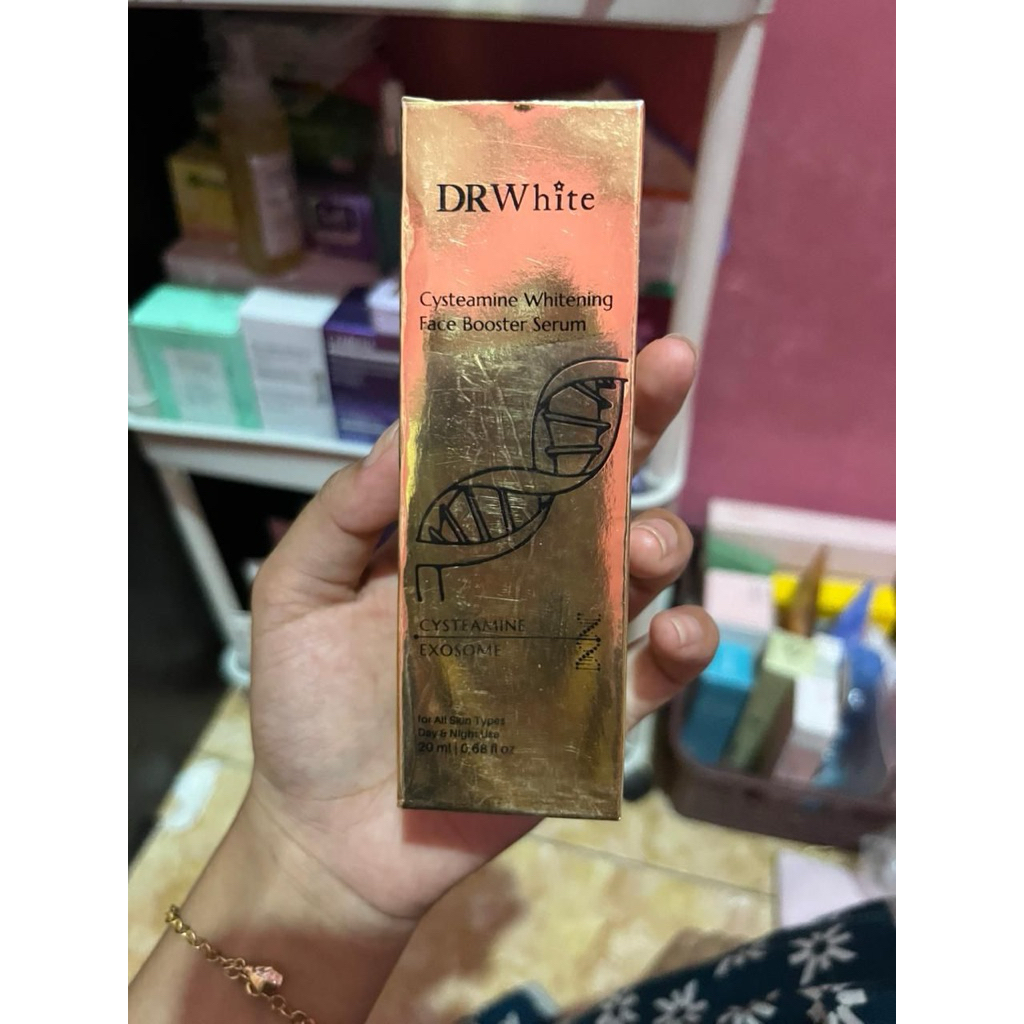 DRWhite
Cysteamine Whitening
Face Booster Serum
CYSTEAMINE
EXOSOME
for All Skin Types
Day & Night Use
20 ml | 0.68 fl oz